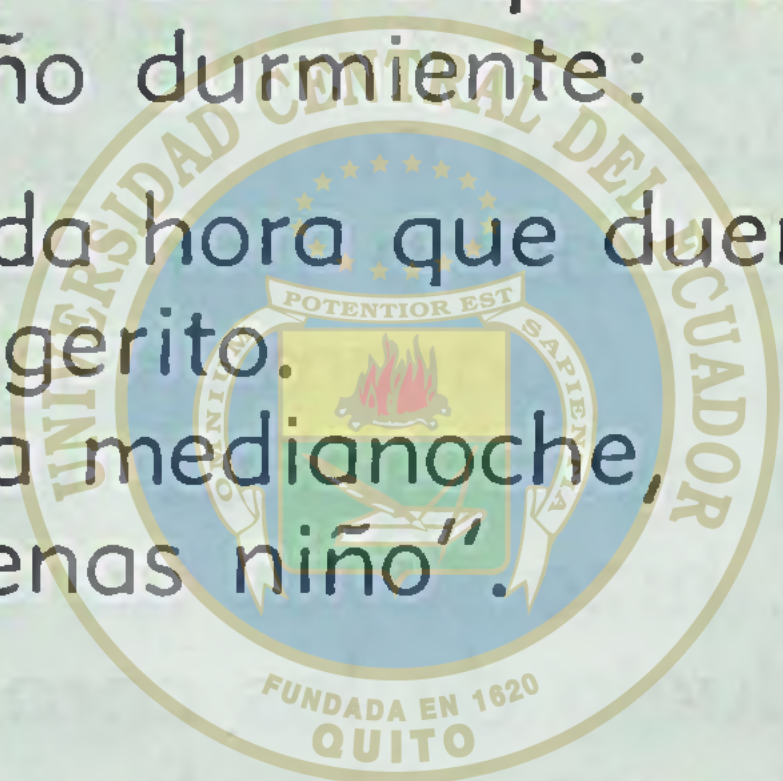 ño durmiente:
da hora que duer
gerito.
a medianoche,
enas niño".
UNIVERSIDAD CENTRAL DEL ECUADOR
OMNIUM POTENTIOR EST SAPIENTIA
FUNDADA EN 1620
QUITO